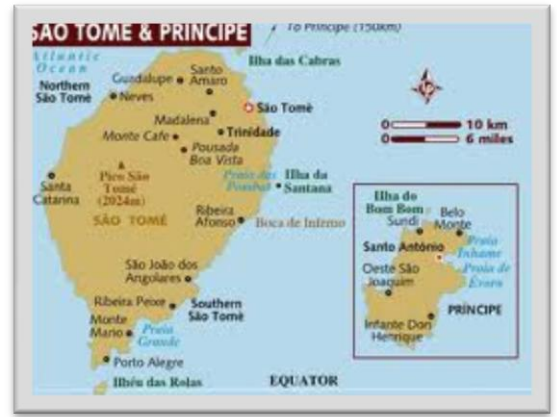 SÃO TOMÉ & PRÍNCIPE
To Príncipe (150km)
Atlantic
Ocean
Ilha das Cabras
Santo
Amaro
Guadalupe
Northern
São Tomé
Neves
São Tomé
Madalena
Trinidade
Monte Cafe
Pousada
Boa Vista
10 km
6 miles
Pico São
Tomé
(2024m)
Praia das
Pombas
Ilha da
Santana
Santa
Catarina
SÃO TOMÉ
Ribeira
Afonso
Boca de Inferno
São João dos
Angolares
Ribeira Peixe
Southern
São Tomé
Monte
Mario
Praia
Grande
Porto Alegre
Ilhéu das Rolas
EQUATOR
Ilha do
Bom Bom
Sundi
Belo
Monte
Santo António
Praia
Inhame
Praia de
Évora
Oeste São
Joaquim
PRÍNCIPE
Infante Don
Henrique